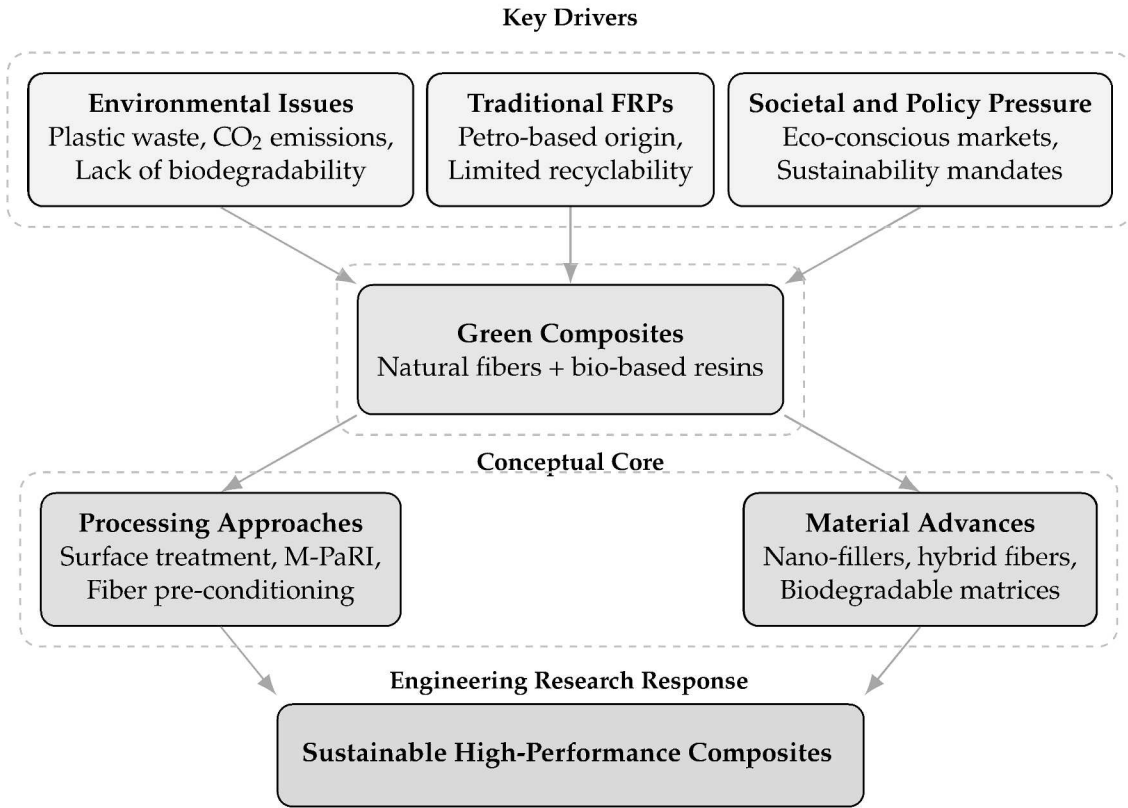 Key Drivers
Environmental Issues
Plastic waste, CO₂ emissions,
Lack of biodegradability
Traditional FRPs
Petro-based origin,
Limited recyclability
Societal and Policy Pressure
Eco-conscious markets,
Sustainability mandates
Green Composites
Natural fibers + bio-based resins
Conceptual Core
Processing Approaches
Surface treatment, M-PaRI,
Fiber pre-conditioning
Material Advances
Nano-fillers, hybrid fibers,
Biodegradable matrices
Engineering Research Response
Sustainable High-Performance Composites